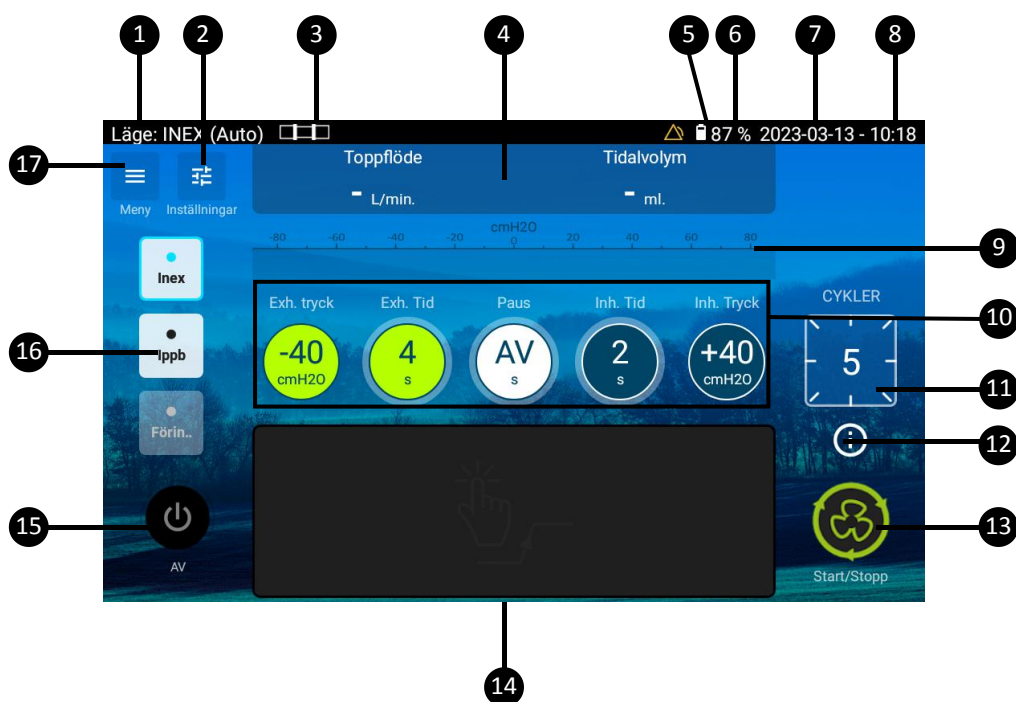 1 2 3 4 5 6 7 8
Läge: INEX (Auto) 87 % 2023-03-13 - 10:18
17
Toppflöde Tidalvolym
- L/min. - ml.
Meny Inställningar
cmH2O
-80 -60 -40 -20 0 20 40 60 80
9
Inex
Exh. tryck Exh. Tid Paus Inh. Tid Inh. Tryck
CYKLER
10
16
Ippb
-40 4 AV 2 +40
cmH2O s s s cmH2O
5
11
Förin..
12
15
13
AV
Start/Stopp
14